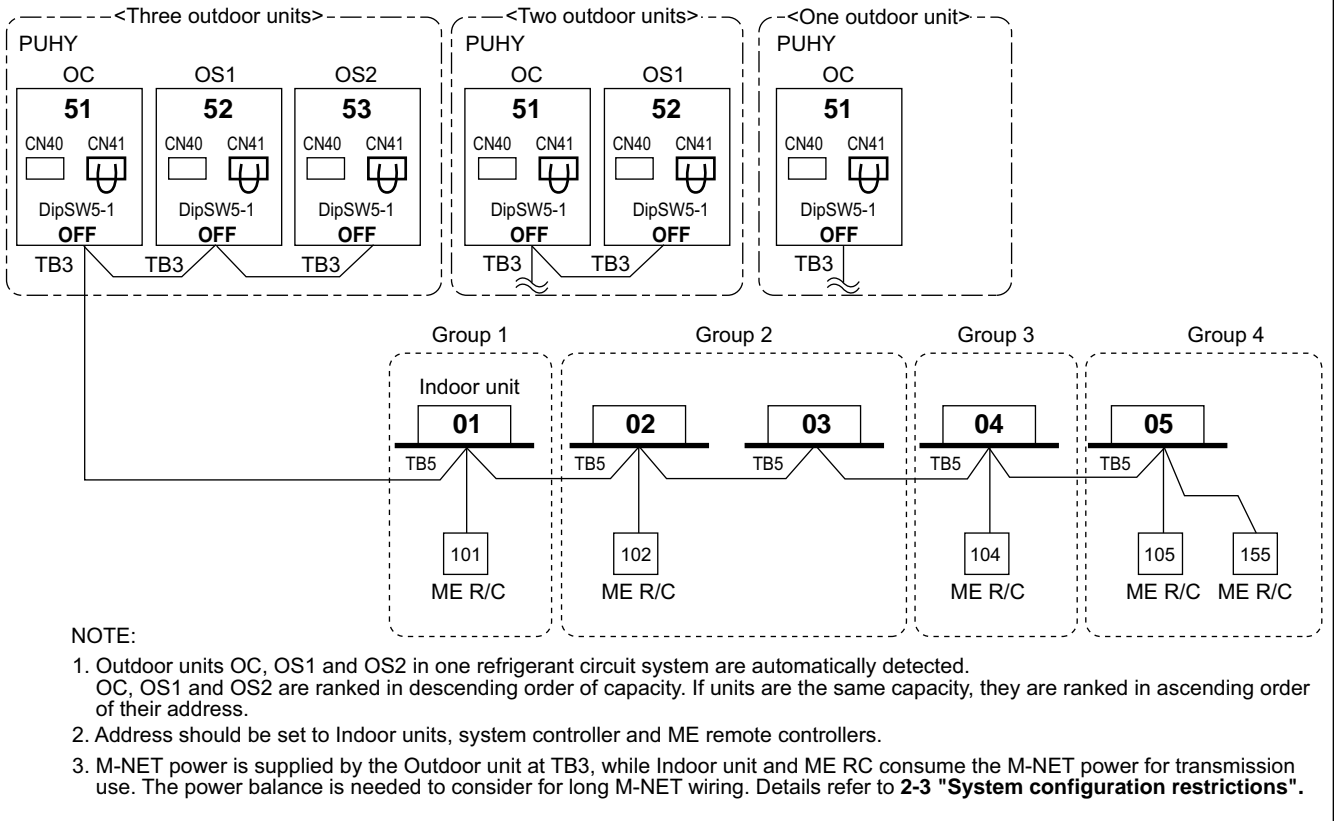 <Three outdoor units> <Two outdoor units> <One outdoor unit>
PUHY PUHY PUHY
OC OS1 OS2 OC OS1 OC
51 52 53 51 52 51
CN40 CN41 CN40 CN41 CN40 CN41 CN40 CN41 CN40 CN41 CN40 CN41
DipSW5-1 DipSW5-1 DipSW5-1 DipSW5-1 DipSW5-1 DipSW5-1
OFF OFF OFF OFF OFF OFF
TB3 TB3 TB3 TB3 TB3 TB3
Group 1 Group 2 Group 3 Group 4
Indoor unit
01 02 03 04 05
TB5 TB5 TB5 TB5 TB5
101 102 104 105 155
ME R/C ME R/C ME R/C ME R/C ME R/C
NOTE:
1. Outdoor units OC, OS1 and OS2 in one refrigerant circuit system are automatically detected.
OC, OS1 and OS2 are ranked in descending order of capacity. If units are the same capacity, they are ranked in ascending order
of their address.
2. Address should be set to Indoor units, system controller and ME remote controllers.
3. M-NET power is supplied by the Outdoor unit at TB3, while Indoor unit and ME RC consume the M-NET power for transmission
use. The power balance is needed to consider for long M-NET wiring. Details refer to 2-3 "System configuration restrictions".